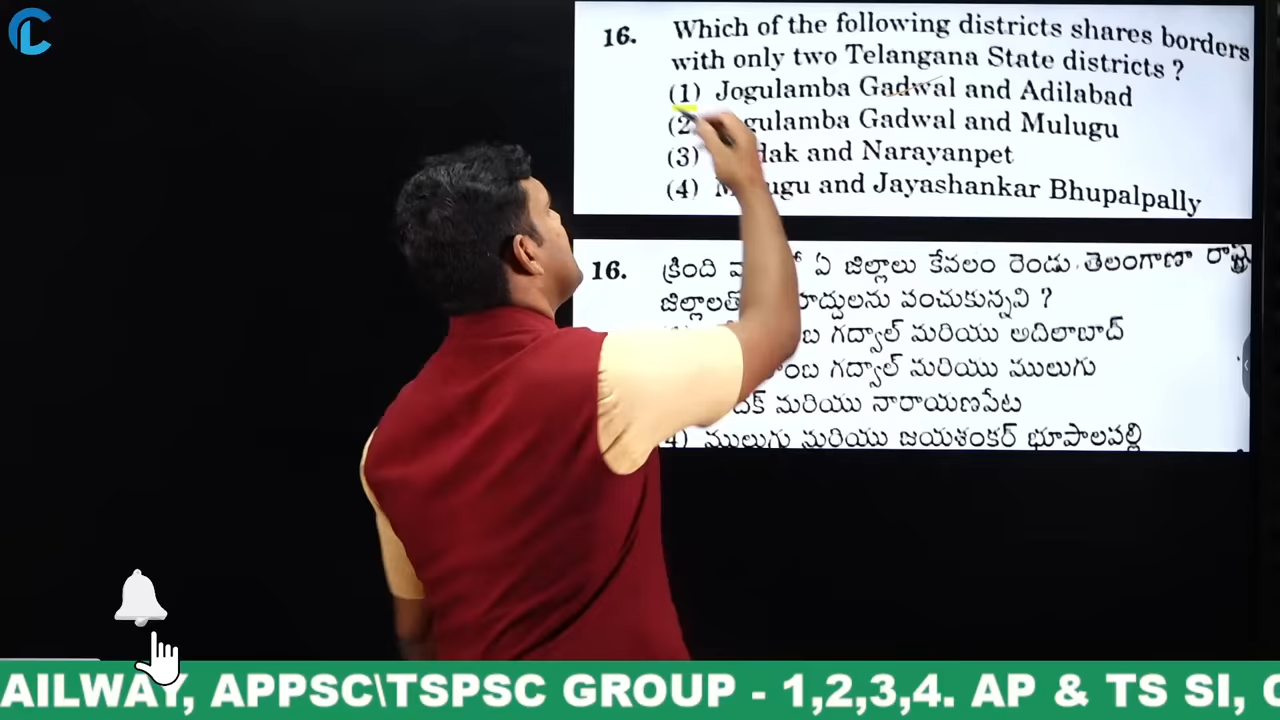 16. Which of the following districts shares borders
with only two Telangana State districts ?
(1) Jogulamba Gadwal and Adilabad
(2 gulamba Gadwal and Mulugu
(3) dak and Narayanpet
(4) M ugu and Jayashankar Bhupalpally
16. క్రింది ఏ జిల్లాలు కేవలం రెండు తెలంగాణా రాష్ట్ర
జిల్లాలతో హద్దులను పంచుకున్నవి ?
గద్వాల్ మరియు అదిలాబాద్
గద్వాల్ మరియు ములుగు
దక్ మరియు నారాయణపేట
4) ములుగు మరియు జయశంకర్ భూపాలపల్లి
AILWAY, APPSC\TSPSC GROUP - 1,2,3,4. AP & TS SI, C